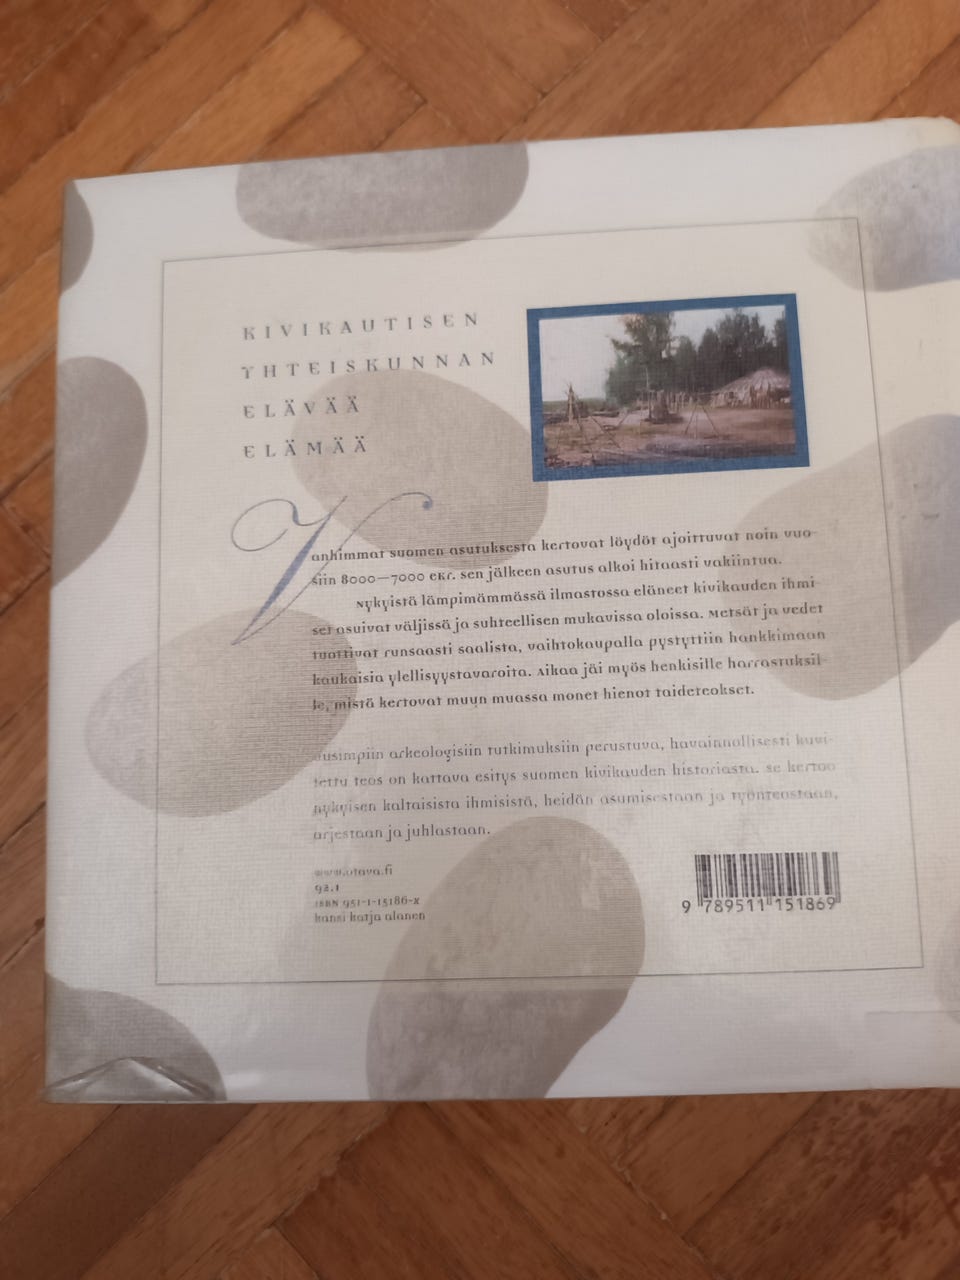 KIVIKAUTISEN
YHTEISKUNNAN
ELÄVÄÄ
ELÄMÄÄ
Vanhimmat suomen asutuksesta kertovat löydöt ajoittuvat noin vuo-
siin 8000—7000 eKr. sen jälkeen asutus alkoi hitaasti vakiintua.
Nykyistä lämpimämmässä ilmastossa eläneet kivikauden ihmi-
set asuivat väljissä ja suhteellisen mukavissa oloissa. Metsät ja vedet
tuottivat runsaasti saalista, vaihtokaupalla pystyttiin hankkimaan
kaukaisia ylellisyystavaroita. Aikaa jäi myös henkisille harrastuksil-
le, mistä kertovat muun muassa monet hienot taideteokset.
uusimpiin arkeologisiin tutkimuksiin perustuva, havainnollisesti kuvi-
tettu teos on kattava esitys suomen kivikauden historiasta. se kertoo
nykyisen kaltaisista ihmisistä, heidän asumisestaan ja työnteostaan,
arjestaan ja juhlastaan.
www.otava.fi
92.1
ISBN 951-1-15186-x
kansi katja alanen
9 789511 151869